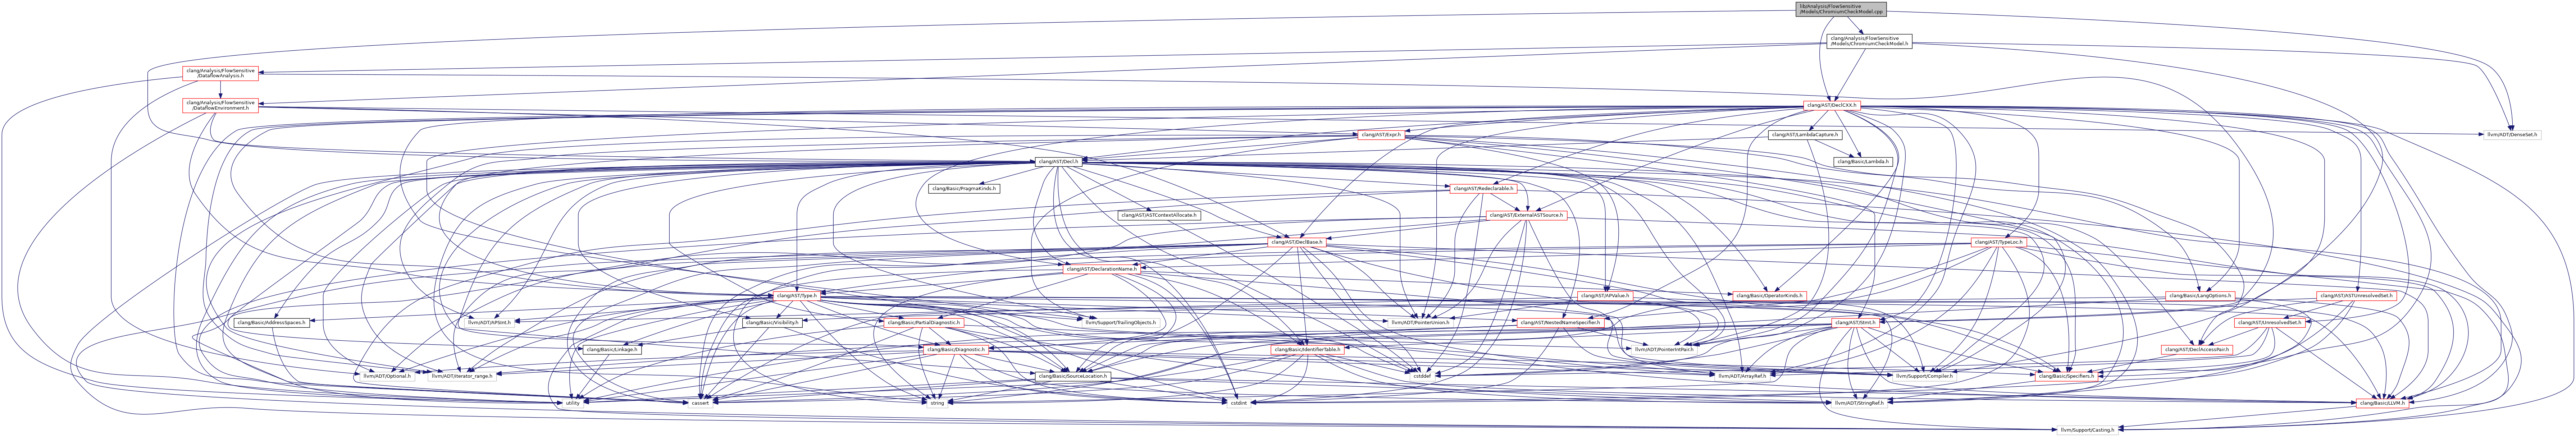 lib/Analysis/FlowSensitive
/Models/ChromiumCheckModel.cpp
clang/Analysis/FlowSensitive
/Models/ChromiumCheckModel.h
clang/Analysis/FlowSensitive
/DataflowAnalysis.h
clang/Analysis/FlowSensitive
/DataflowEnvironment.h
clang/AST/DeclCXX.h
clang/AST/Expr.h
clang/AST/LambdaCapture.h
llvm/ADT/DenseSet.h
clang/AST/Decl.h
clang/Basic/Lambda.h
clang/Basic/PragmaKinds.h
clang/AST/Redeclarable.h
clang/AST/ASTContextAllocate.h
clang/AST/ExternalASTSource.h
clang/AST/DeclBase.h
clang/AST/TypeLoc.h
clang/AST/DeclarationName.h
clang/AST/Type.h
clang/AST/APValue.h
clang/Basic/OperatorKinds.h
clang/Basic/LangOptions.h
clang/AST/ASTUnresolvedSet.h
clang/Basic/AddressSpaces.h
llvm/ADT/APSInt.h
clang/Basic/Visibility.h
clang/Basic/PartialDiagnostic.h
llvm/Support/TrailingObjects.h
llvm/ADT/PointerUnion.h
clang/AST/NestedNameSpecifier.h
clang/AST/Stmt.h
clang/AST/UnresolvedSet.h
clang/Basic/Linkage.h
clang/Basic/Diagnostic.h
clang/Basic/IdentifierTable.h
llvm/ADT/PointerIntPair.h
clang/AST/DeclAccessPair.h
llvm/ADT/Optional.h
llvm/ADT/iterator_range.h
clang/Basic/SourceLocation.h
cstddef
llvm/ADT/ArrayRef.h
llvm/Support/Compiler.h
clang/Basic/Specifiers.h
utility
cassert
string
cstdint
llvm/ADT/StringRef.h
clang/Basic/LLVM.h
llvm/Support/Casting.h